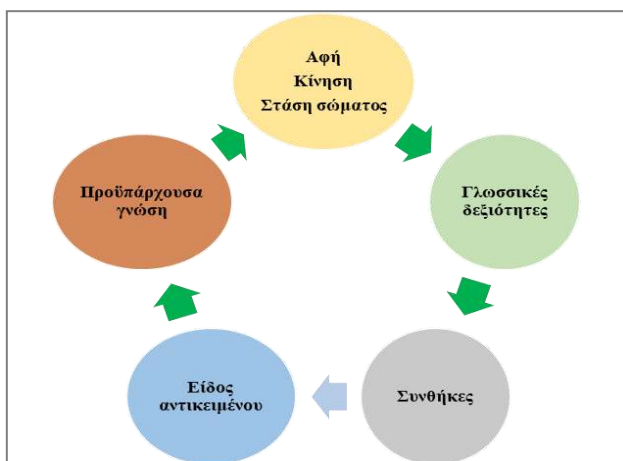 Αφή
Κίνηση
Στάση σώματος
Γλωσσικές
δεξιότητες
Συνθήκες
Είδος
αντικειμένου
Προϋπάρχουσα
γνώση